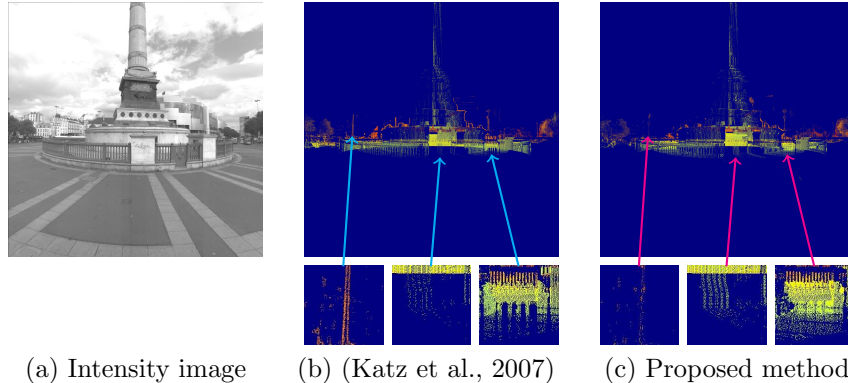 (a) Intensity image
(b) (Katz et al., 2007)
(c) Proposed method